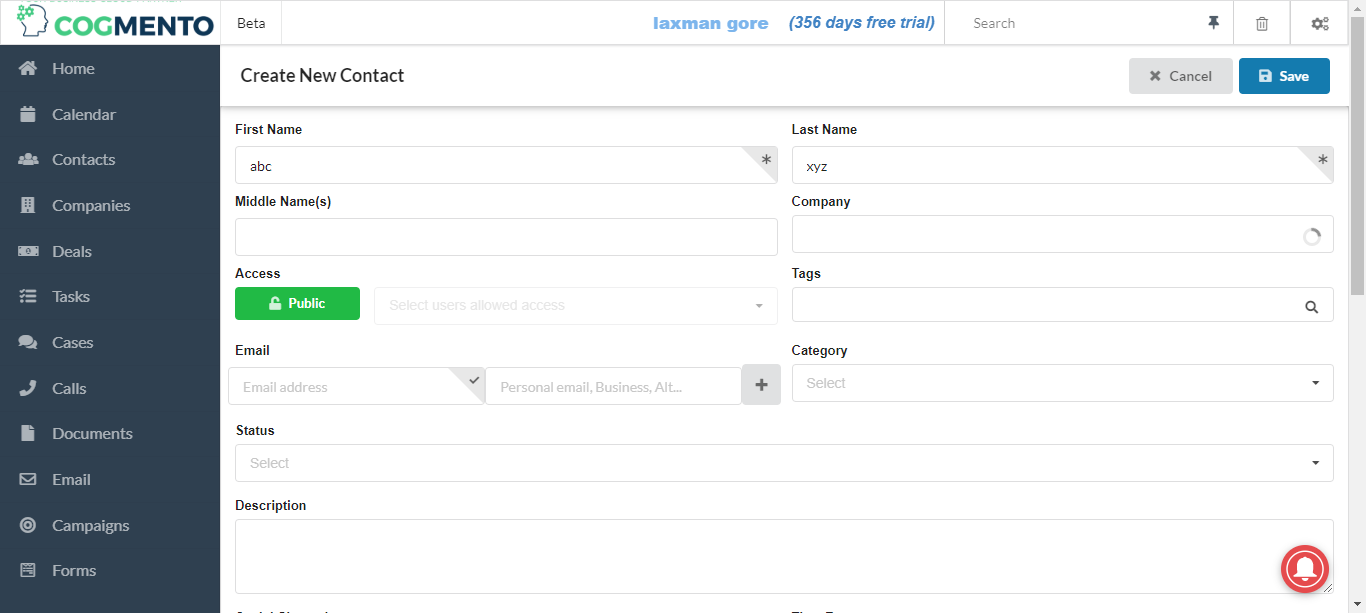 COGMENTO
Beta
laxman gore (356 days free trial)
Search
Home
Calendar
Contacts
Companies
Deals
Tasks
Cases
Calls
Documents
Email
Campaigns
Forms
Create New Contact
Cancel
Save
First Name
Last Name
abc
xyz
Middle Name(s)
Company
Access
Tags
Public
Select users allowed access
Email
Category
Email address
Personal email, Business, Alt...
Select
Status
Select
Description